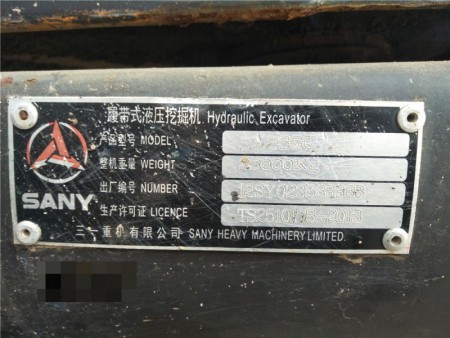 履带式液压挖掘机 Hydraulic Excavator
产品型号 MODEL
整机重量 WEIGHT
出厂编号 NUMBER
生产许可证 LICENCE
SANY
三一重机有限公司 SANY HEAVY MACHINERY LIMITED.